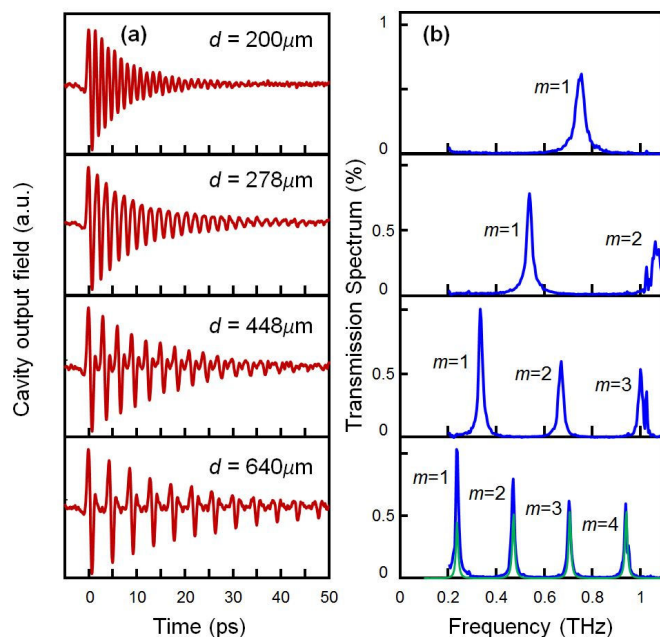 (a)
d = 200μm
d = 278μm
d = 448μm
d = 640μm
Cavity output field (a.u.)
0 10 20 30 40 50
Time (ps)
(b)
1
m=1
0
m=1
m=2
0.5
0
m=1
m=2
m=3
0.5
0
m=1
m=2
m=3
m=4
0.5
0
Transmission Spectrum (%)
0 0.2 0.4 0.6 0.8 1
Frequency (THz)